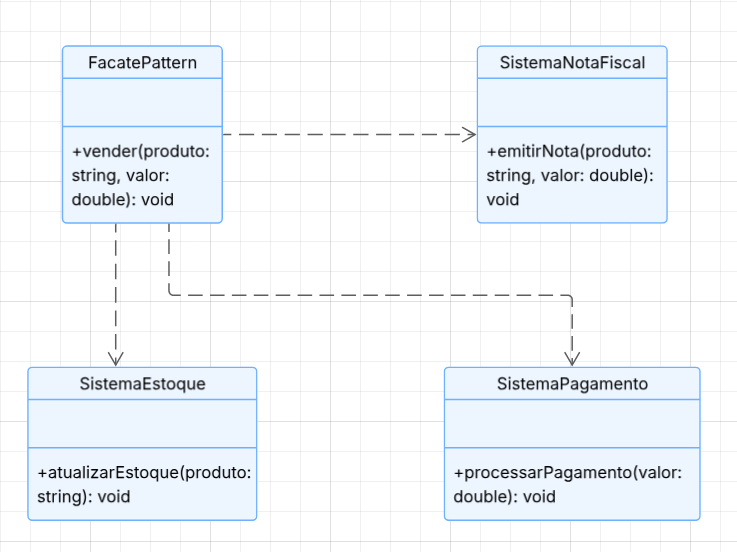 FacatePattern
+vender(produto:
string, valor:
double): void
SistemaNotaFiscal
+emitirNota(produto:
string, valor: double):
void
SistemaEstoque
+atualizarEstoque(produto:
string): void
SistemaPagamento
+processarPagamento(valor:
double): void